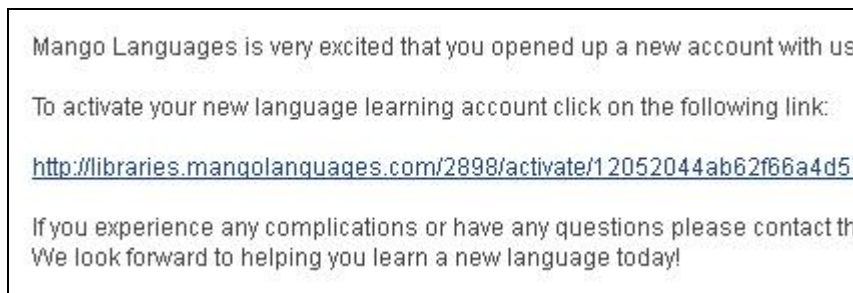 Mango Languages is very excited that you opened up a new account with us
To activate your new language learning account click on the following link:
http://libraries.mangolanguages.com/2898/activate/12052044ab62f66a4d5
If you experience any complications or have any questions please contact th
We look forward to helping you learn a new language today!